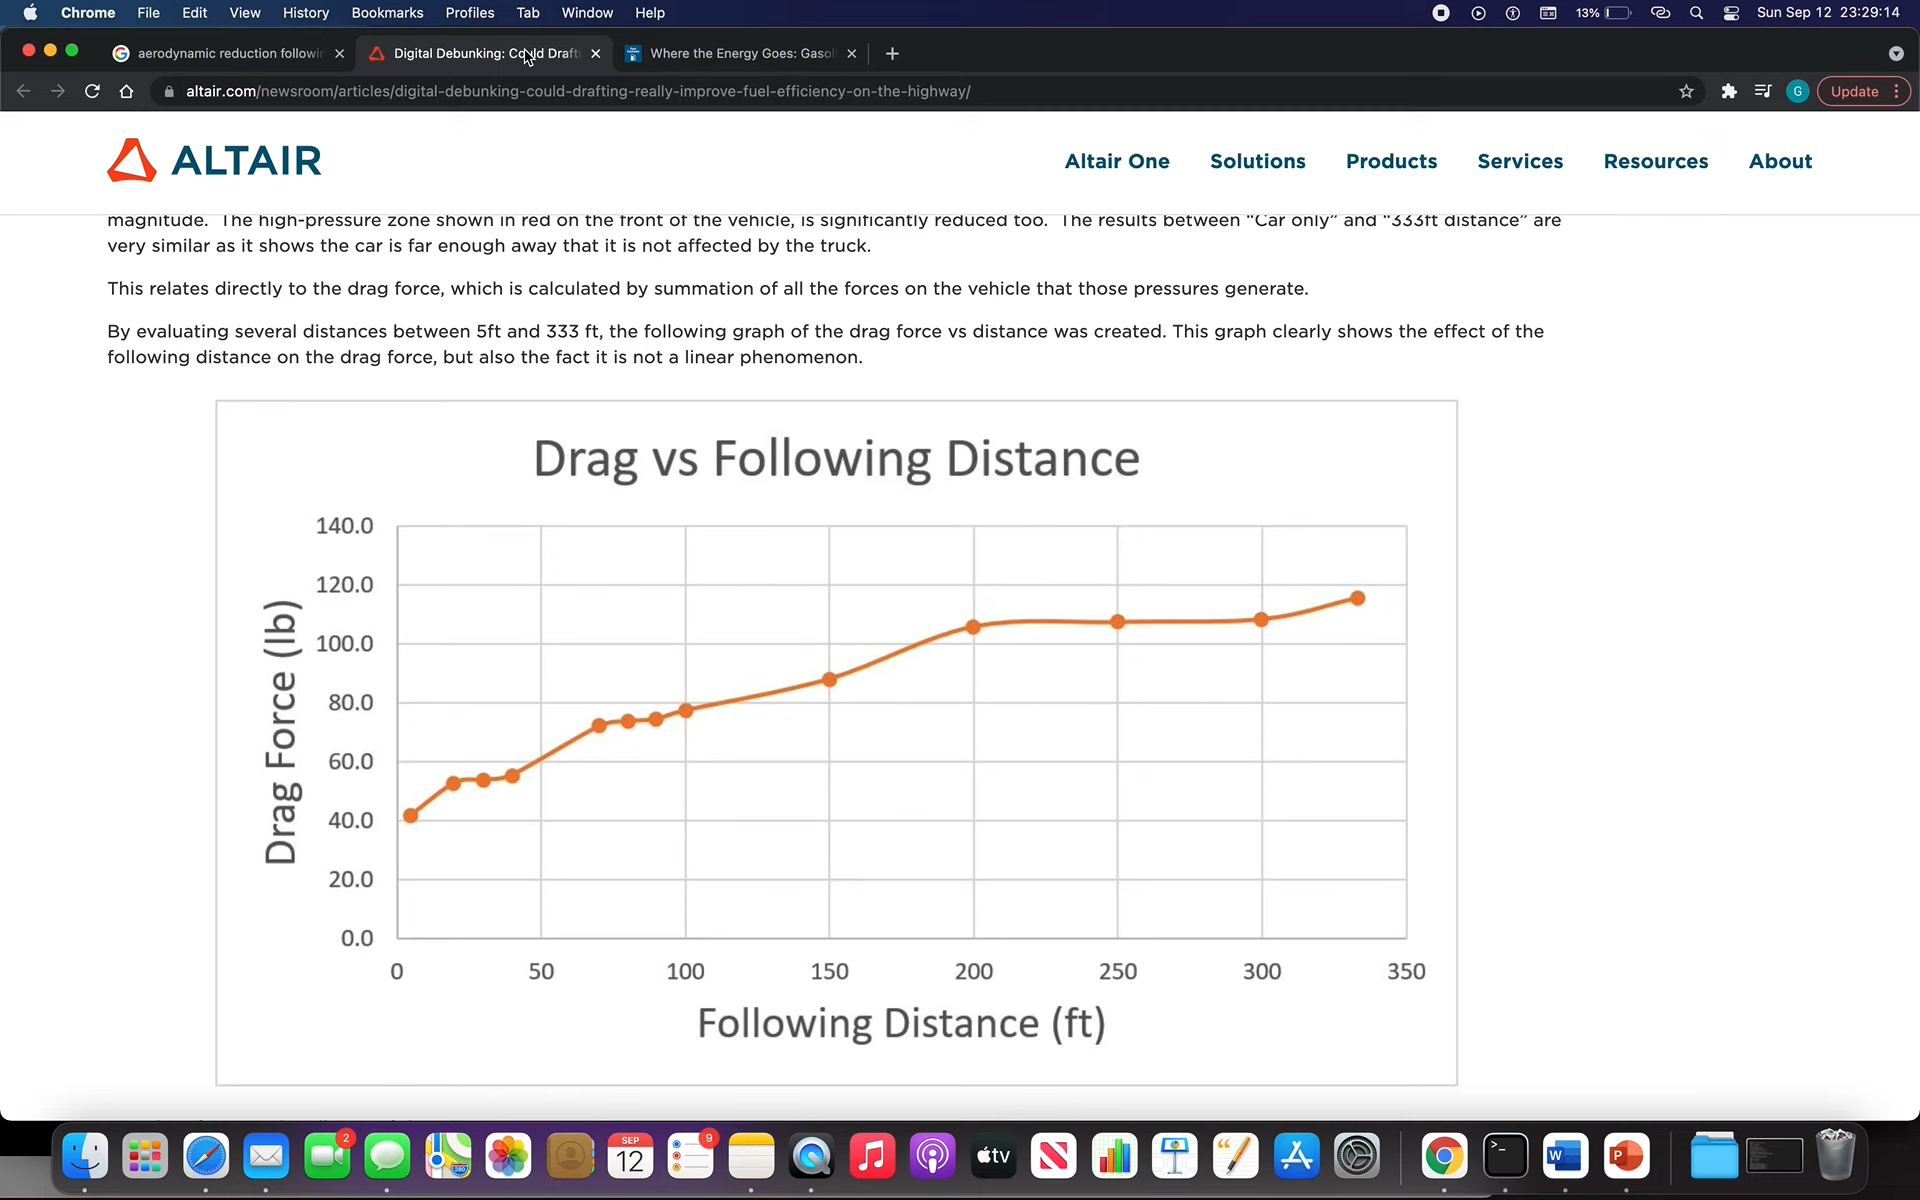 Chrome File Edit View History Bookmarks Profiles Tab Window Help 13% Sun Sep 12 23:29:14
aerodynamic reduction followin Digital Debunking: Could Drafti Where the Energy Goes: Gasoli
altair.com/newsroom/articles/digital-debunking-could-drafting-really-improve-fuel-efficiency-on-the-highway/ G Update
ALTAIR Altair One Solutions Products Services Resources About
magnitude. The high-pressure zone shown in red on the front of the vehicle, is significantly reduced too. The results between "Car only" and "333ft distance" are
very similar as it shows the car is far enough away that it is not affected by the truck.
This relates directly to the drag force, which is calculated by summation of all the forces on the vehicle that those pressures generate.
By evaluating several distances between 5ft and 333 ft, the following graph of the drag force vs distance was created. This graph clearly shows the effect of the
following distance on the drag force, but also the fact it is not a linear phenomenon.
Drag vs Following Distance
Drag Force (lb)
140.0
120.0
100.0
80.0
60.0
40.0
20.0
0.0
0 50 100 150 200 250 300 350
Following Distance (ft)
2 280 SEP 12 9 tv N >_ W P